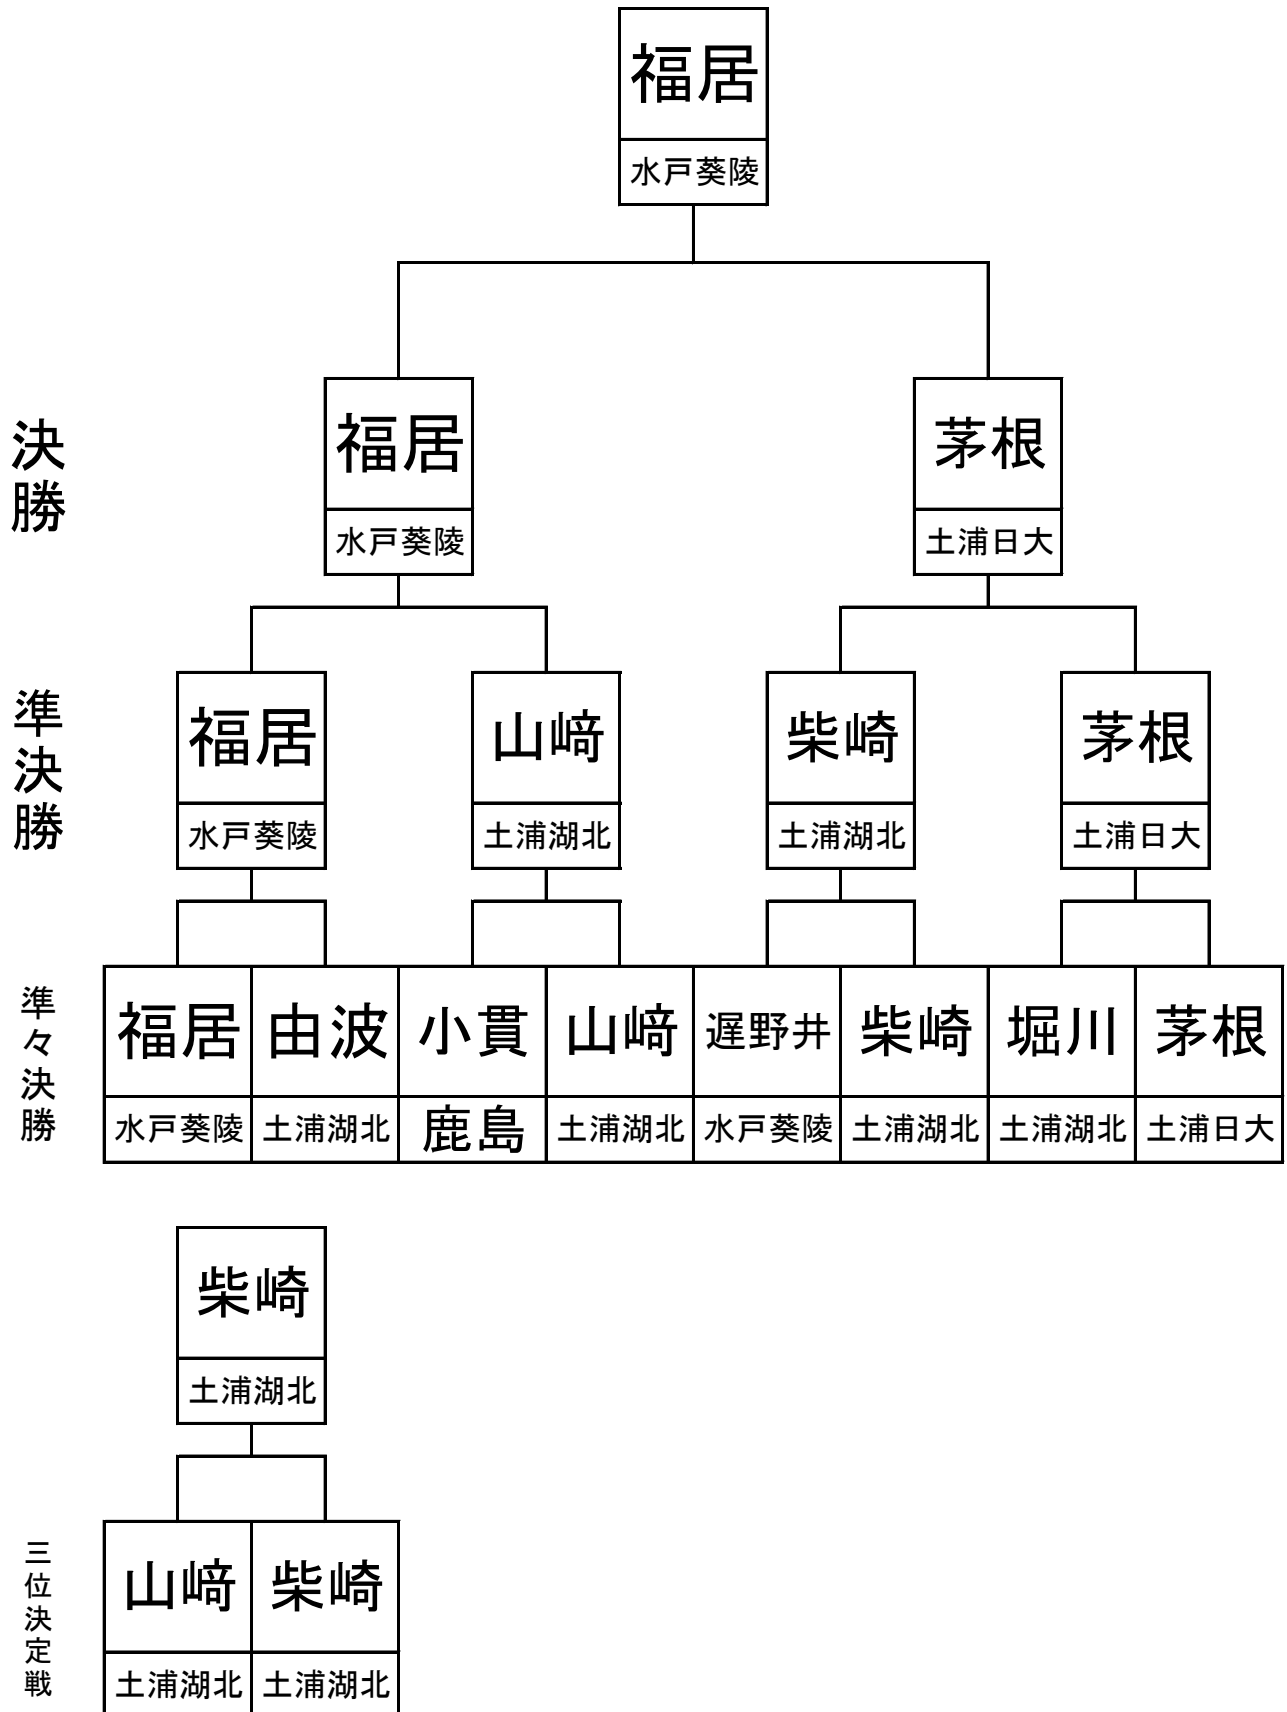 福居
水戸葵陵
決勝
福居
茅根
水戸葵陵
土浦日大
準決勝
福居
山﨑
柴崎
茅根
水戸葵陵
土浦湖北
土浦湖北
土浦日大
準々決勝
福居
由波
小貫
山﨑
遅野井
柴崎
堀川
茅根
水戸葵陵
土浦湖北
鹿島
土浦湖北
水戸葵陵
土浦湖北
土浦湖北
土浦日大
柴崎
土浦湖北
三位決定戦
山﨑
柴崎
土浦湖北
土浦湖北